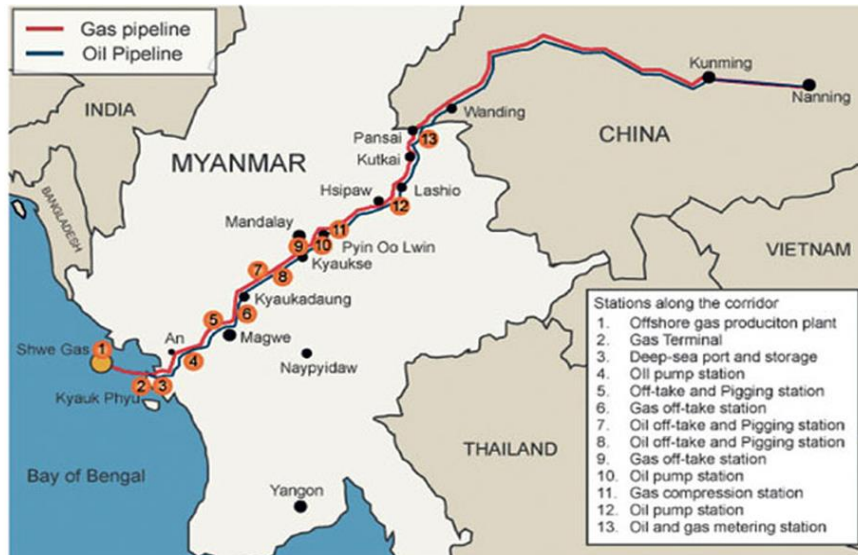 Gas pipeline
Oil Pipeline
INDIA
BANGLADESH
MYANMAR
CHINA
VIETNAM
THAILAND
Kunming
Nanning
Wanding
Pansai
13
Kutkai
Hsipaw
Lashio
12
Mandalay
11
9
10
Pyin Oo Lwin
Kyaukse
7
8
Kyaukadaung
6
5
Magwe
An
4
Naypyidaw
Shwe Gas
1
Kyauk Phyu
2
3
Bay of Bengal
Yangon
Stations along the corridor
1. Offshore gas produciton plant
2. Gas Terminal
3. Deep-sea port and storage
4. OIl pump station
5. Off-take and Pigging station
6. Gas off-take station
7. Oil off-take and Pigging station
8. Oil off-take and Pigging station
9. Gas off-take station
10. Oil pump station
11. Gas compression station
12. Oil pump station
13. Oil and gas metering station